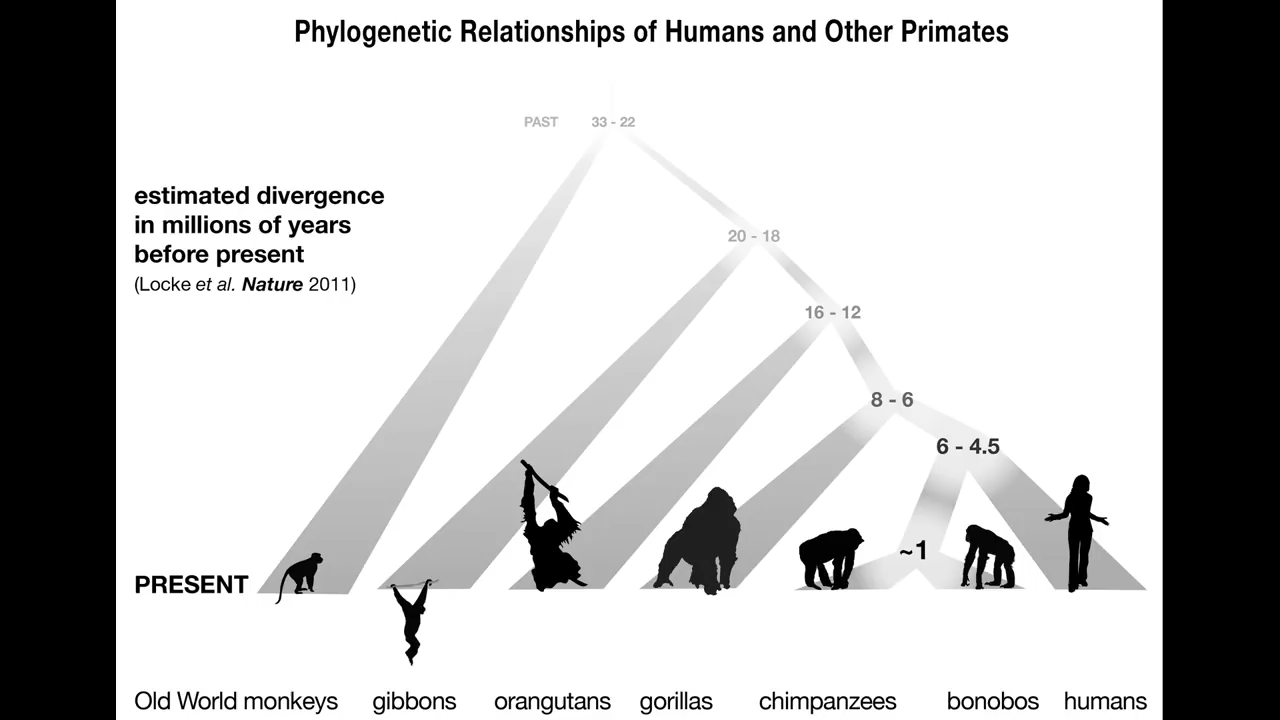 Phylogenetic Relationships of Humans and Other Primates
PAST 33 - 22
estimated divergence
in millions of years
before present
(Locke et al. Nature 2011)
20 - 18
16 - 12
8 - 6
6 - 4.5
~1
PRESENT
Old World monkeys gibbons orangutans gorillas chimpanzees bonobos humans